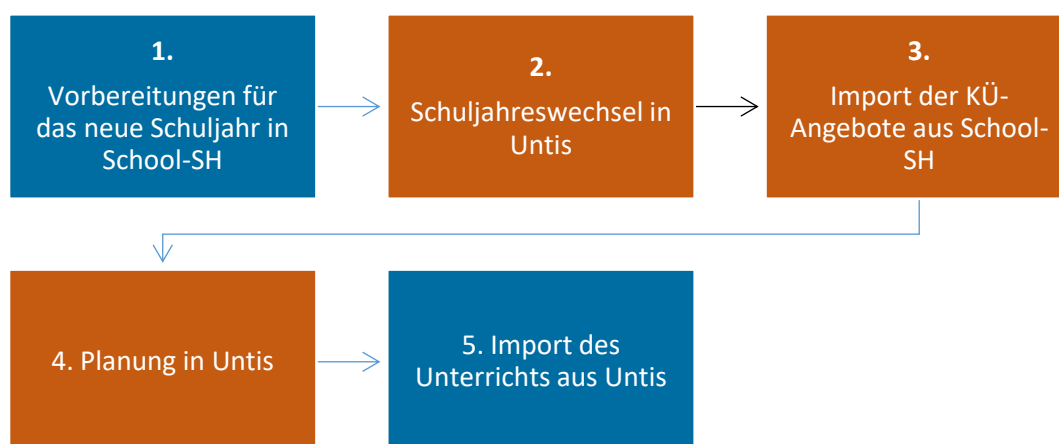 1.
Vorbereitungen für
das neue Schuljahr in
School-SH
2.
Schuljahreswechsel in
Untis
3.
Import der KÜ-
Angebote aus School-
SH
4. Planung in Untis
5. Import des
Unterrichts aus Untis